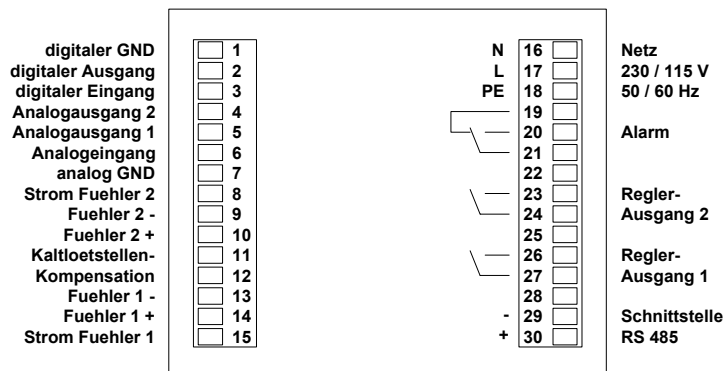 digitaler GND 1 N 16 Netz
digitaler Ausgang 2 L 17 230 / 115 V
digitaler Eingang 3 PE 18 50 / 60 Hz
Analogausgang 2 4 19
Analogausgang 1 5 20 Alarm
Analogeingang 6 21
analog GND 7 22
Strom Fuehler 2 8 23 Regler-
Fuehler 2 - 9 24 Ausgang 2
Fuehler 2 + 10 25
Kaltloetstellen- 11 26 Regler-
Kompensation 12 27 Ausgang 1
Fuehler 1 - 13 28
Fuehler 1 + 14 - 29 Schnittstelle
Strom Fuehler 1 15 + 30 RS 485